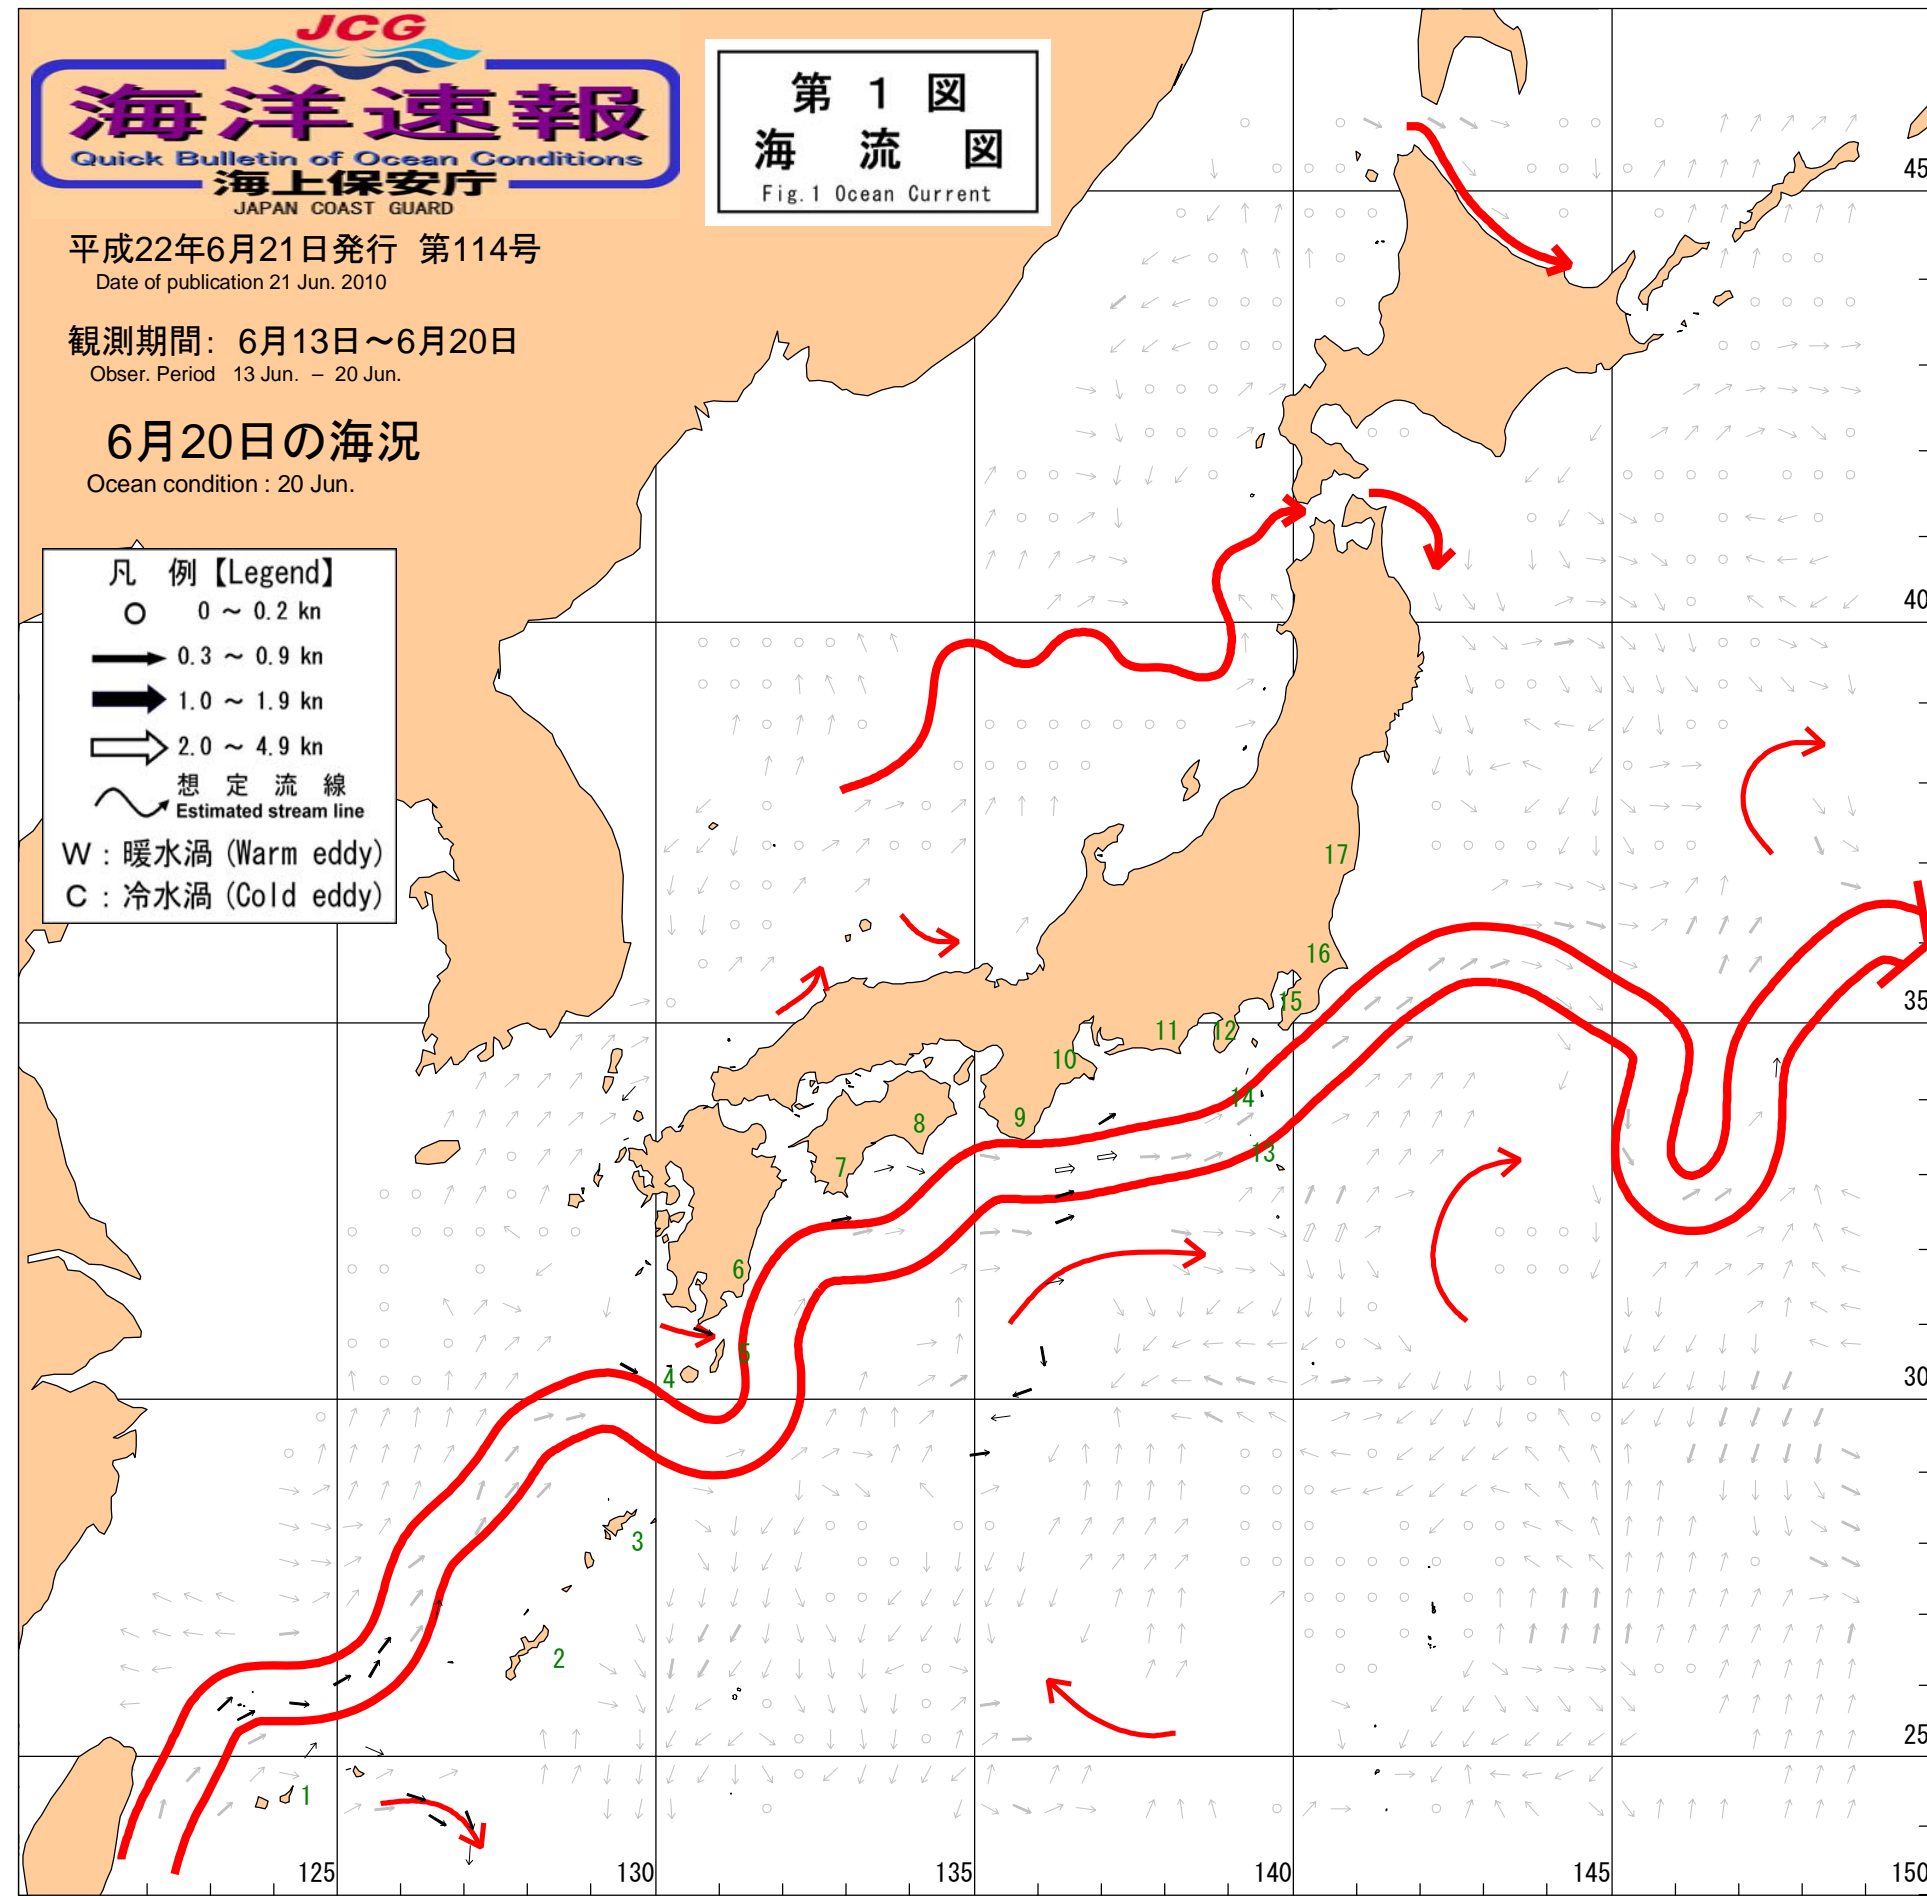 JCG
海洋速報
Quick Bulletin of Ocean Conditions
海上保安庁
JAPAN COAST GUARD
第 1 図
海 流 図
Fig.1 Ocean Current
平成22年6月21日発行 第114号
Date of publication 21 Jun. 2010
観測期間: 6月13日~6月20日
Obser. Period 13 Jun. – 20 Jun.
6月20日の海況
Ocean condition : 20 Jun.
凡 例【Legend】
0 ~ 0.2 kn
0.3 ~ 0.9 kn
1.0 ~ 1.9 kn
2.0 ~ 4.9 kn
想 定 流 線
Estimated stream line
W : 暖水渦 (Warm eddy)
C : 冷水渦 (Cold eddy)
45
40
35
30
25
17
16
15
14
13
12
11
10
9
8
7
6
5
4
3
2
1
125
130
135
140
145
150